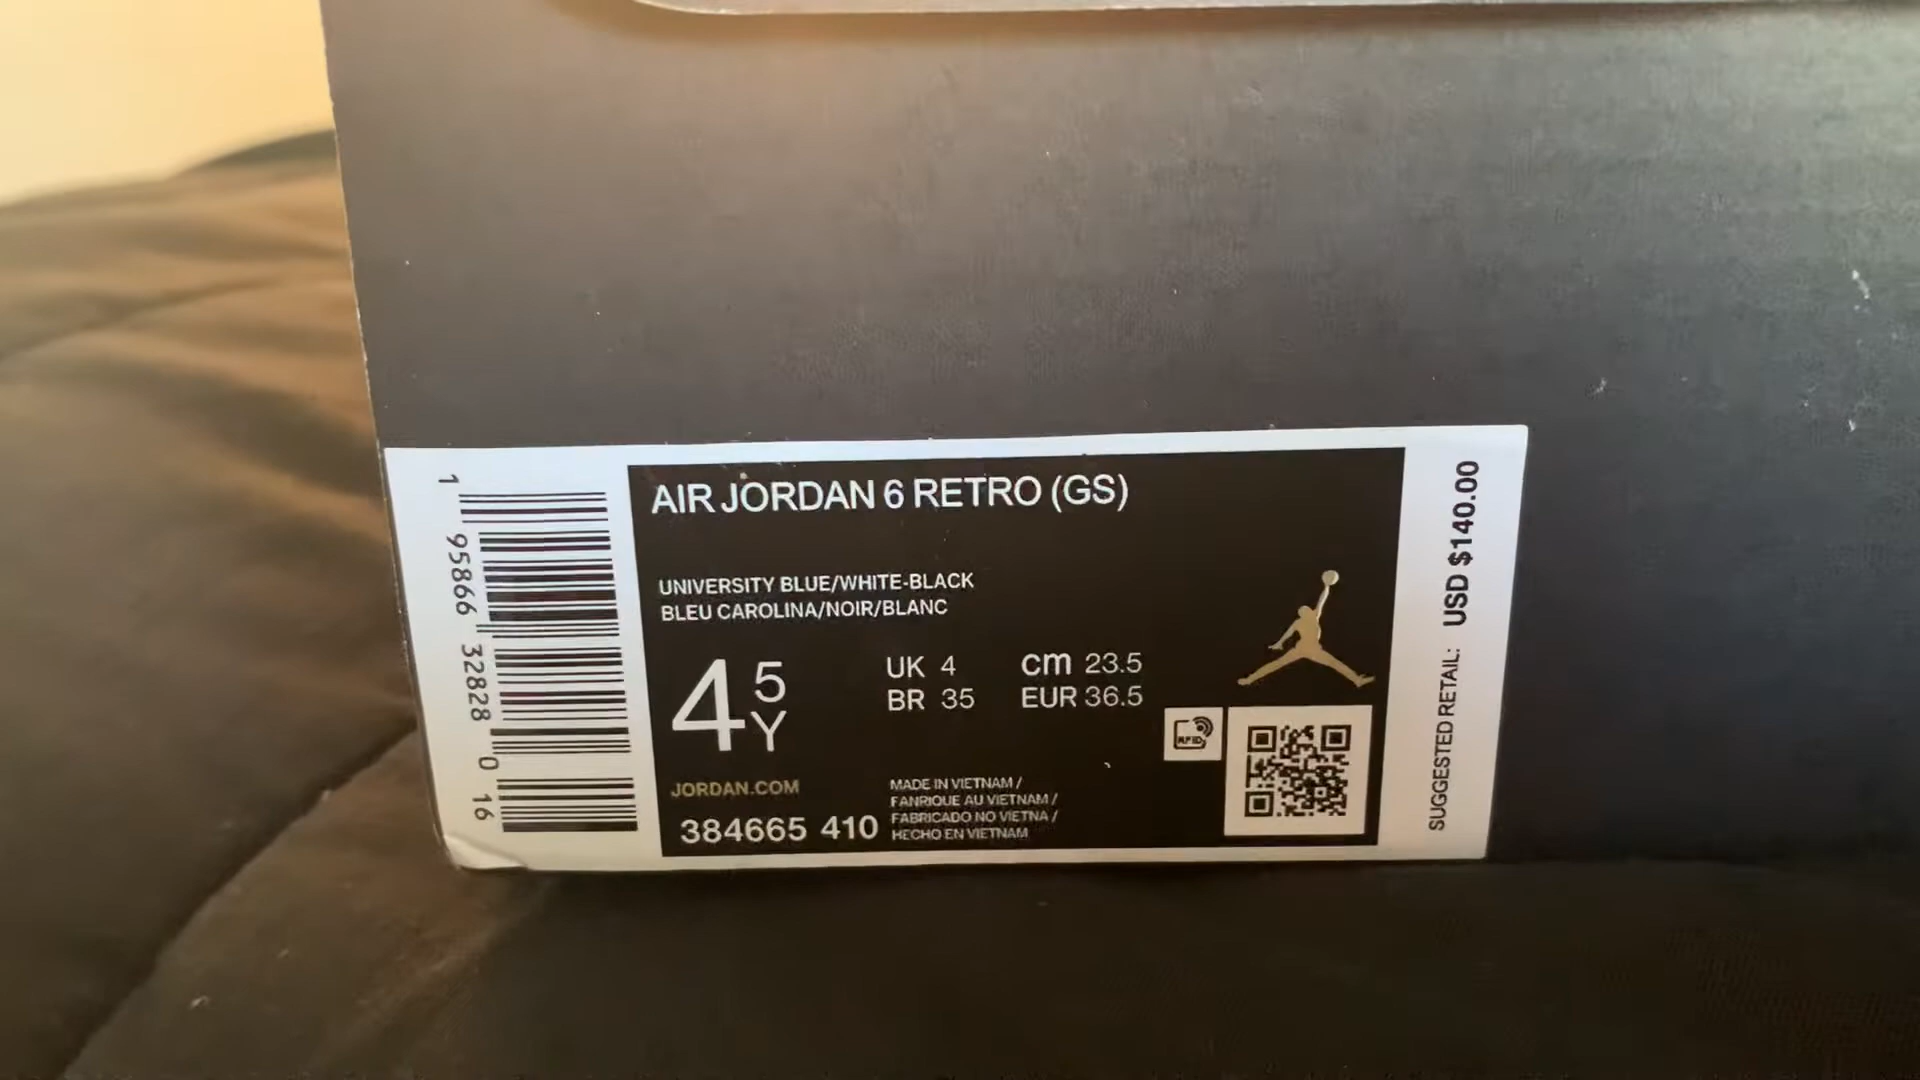 AIR JORDAN 6 RETRO (GS)
UNIVERSITY BLUE/WHITE-BLACK
BLEU CAROLINA/NOIR/BLANC
4 5 Y
UK 4
BR 35
cm 23.5
EUR 36.5
RFID
JORDAN.COM
384665 410
MADE IN VIETNAM /
FANRIQUE AU VIETNAM /
FABRICADO NO VIETNA /
HECHO EN VIETNAM
1 95866 32828 0 16
SUGGESTED RETAIL: USD $140.00